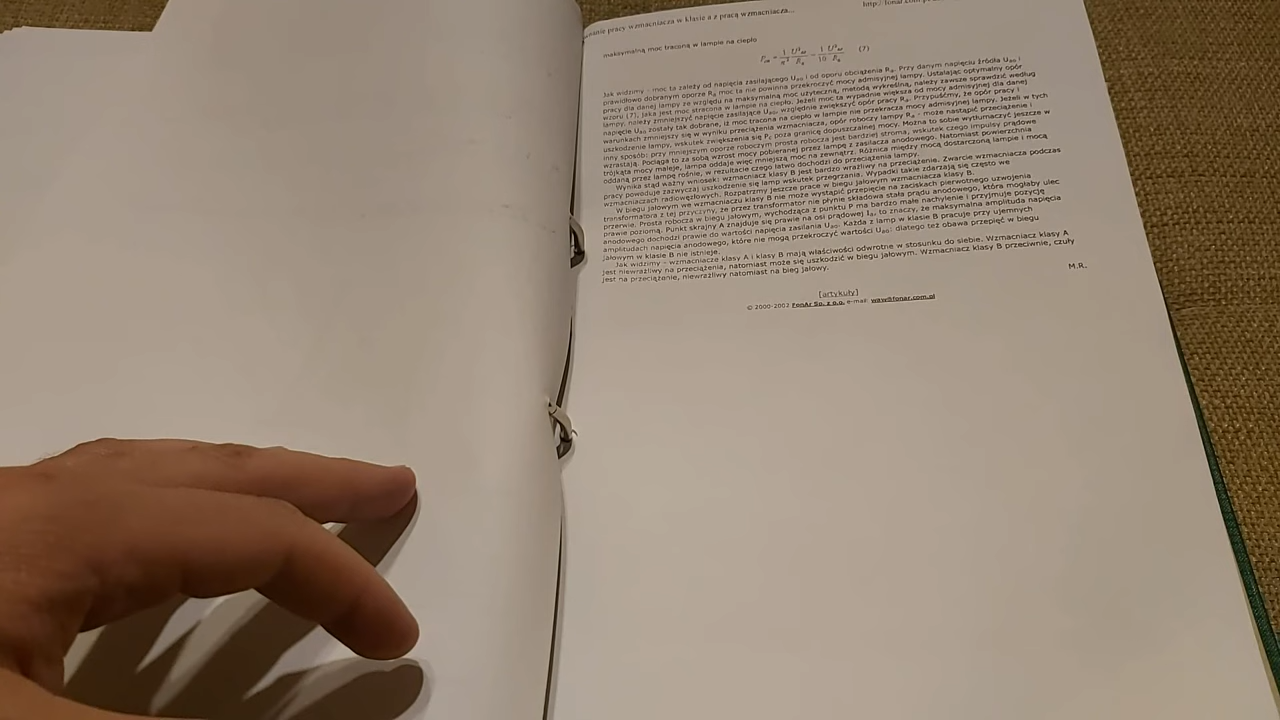 pracy wzmacniacza w klasie a z pracą wzmacniacza...
maksymalną moc traconą w lampie na ciepło
(7)
Jak widzimy - moc ta zależy od napięcia zasilającego Uₐₒ i od oporu obciążenia Rₐ. Przy danym napięciu źródła Uₐₒ i
prawidłowo dobranym oporze Rₐ moc ta nie powinna przekroczyć mocy admisyjnej lampy. Ustalając optymalny opór
pracy dla danej lampy ze względu na maksymalną moc użyteczną, metodą wykreślną, należy zawsze sprawdzić według
wzoru (7), jaka jest moc stracona w lampie na ciepło. Jeżeli moc ta wypadnie większa od mocy admisyjnej dla danej
lampy, należy zmniejszyć napięcie zasilające Uₐₒ, względnie zwiększyć opór pracy Rₐ. Przypuśćmy, że opór pracy i
napięcie Uₐₒ zostały tak dobrane, iż moc tracona na ciepło w lampie nie przekracza mocy admisyjnej lampy. Jeżeli w tych
warunkach zmniejszy się w wyniku przeciążenia wzmacniacza, opór roboczy lampy Rₐ - może nastąpić przeciążenie i
uszkodzenie lampy, wskutek zwiększenia się Pₑ poza granicę dopuszczalnej mocy. Można to sobie wytłumaczyć jeszcze w
inny sposób: przy mniejszym oporze roboczym prosta robocza jest bardziej stroma, wskutek czego impulsy prądowe
wzrastają. Pociąga to za sobą wzrost mocy pobieranej przez lampę z zasilacza anodowego. Natomiast powierzchnia
trójkąta mocy maleje, lampa oddaje więc mniejszą moc na zewnątrz. Różnica między mocą dostarczoną lampie i mocą
oddaną przez lampę rośnie, w rezultacie czego łatwo dochodzi do przeciążenia lampy.
Wynika stąd ważny wniosek: wzmacniacz klasy B jest bardzo wrażliwy na przeciążenie. Zwarcie wzmacniacza podczas
pracy powoduje zazwyczaj uszkodzenie się lamp wskutek przegrzania. Wypadki takie zdarzają się często we
wzmacniaczach radiowęzłowych. Rozpatrzmy jeszcze pracę w biegu jałowym wzmacniacza klasy B.
W biegu jałowym we wzmacniaczu klasy B nie może wystąpić przepięcie na zaciskach pierwotnego uzwojenia
transformatora z tej przyczyny, że przez transformator nie płynie składowa stała prądu anodowego, która mogłaby ulec
przerwie. Prosta robocza w biegu jałowym, wychodząca z punktu P ma bardzo małe nachylenie i przyjmuje pozycję
prawie poziomą. Punkt skrajny A znajduje się prawie na osi prądowej Iₐ, to znaczy, że maksymalna amplituda napięcia
anodowego dochodzi prawie do wartości napięcia zasilania Uₐₒ. Każda z lamp w klasie B pracuje przy ujemnych
amplitudach napięcia anodowego, które nie mogą przekroczyć wartości Uₐₒ; dlatego też obawa przepięć w biegu
jałowym w klasie B nie istnieje.
Jak widzimy - wzmacniacze klasy A i klasy B mają właściwości odwrotne w stosunku do siebie. Wzmacniacz klasy A
jest niewrażliwy na przeciążenia, natomiast może się uszkodzić w biegu jałowym. Wzmacniacz klasy B przeciwnie, czuły
jest na przeciążanie, niewrażliwy natomiast na bieg jałowy.
M.R.
[artykuły]
© 2000-2002 FonAr Sp. z o.o. e-mail: waw@fonar.com.pl